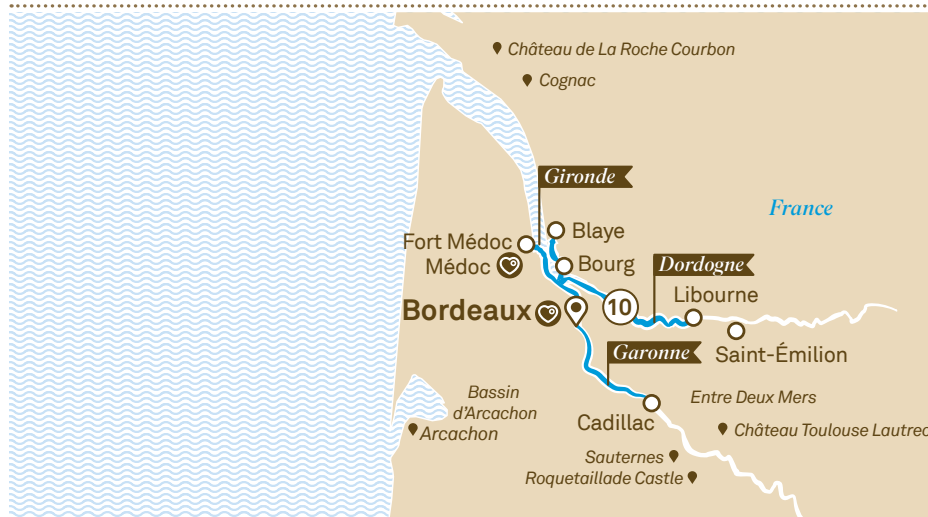 Château de La Roche Courbon
Cognac
Gironde
France
Fort Médoc
Blaye
Médoc
Bourg
Dordogne
Bordeaux
10
Libourne
Saint-Émilion
Garonne
Bassin
d'Arcachon
Arcachon
Entre Deux Mers
Cadillac
Château Toulouse Lautrec
Sauternes
Roquetaillade Castle